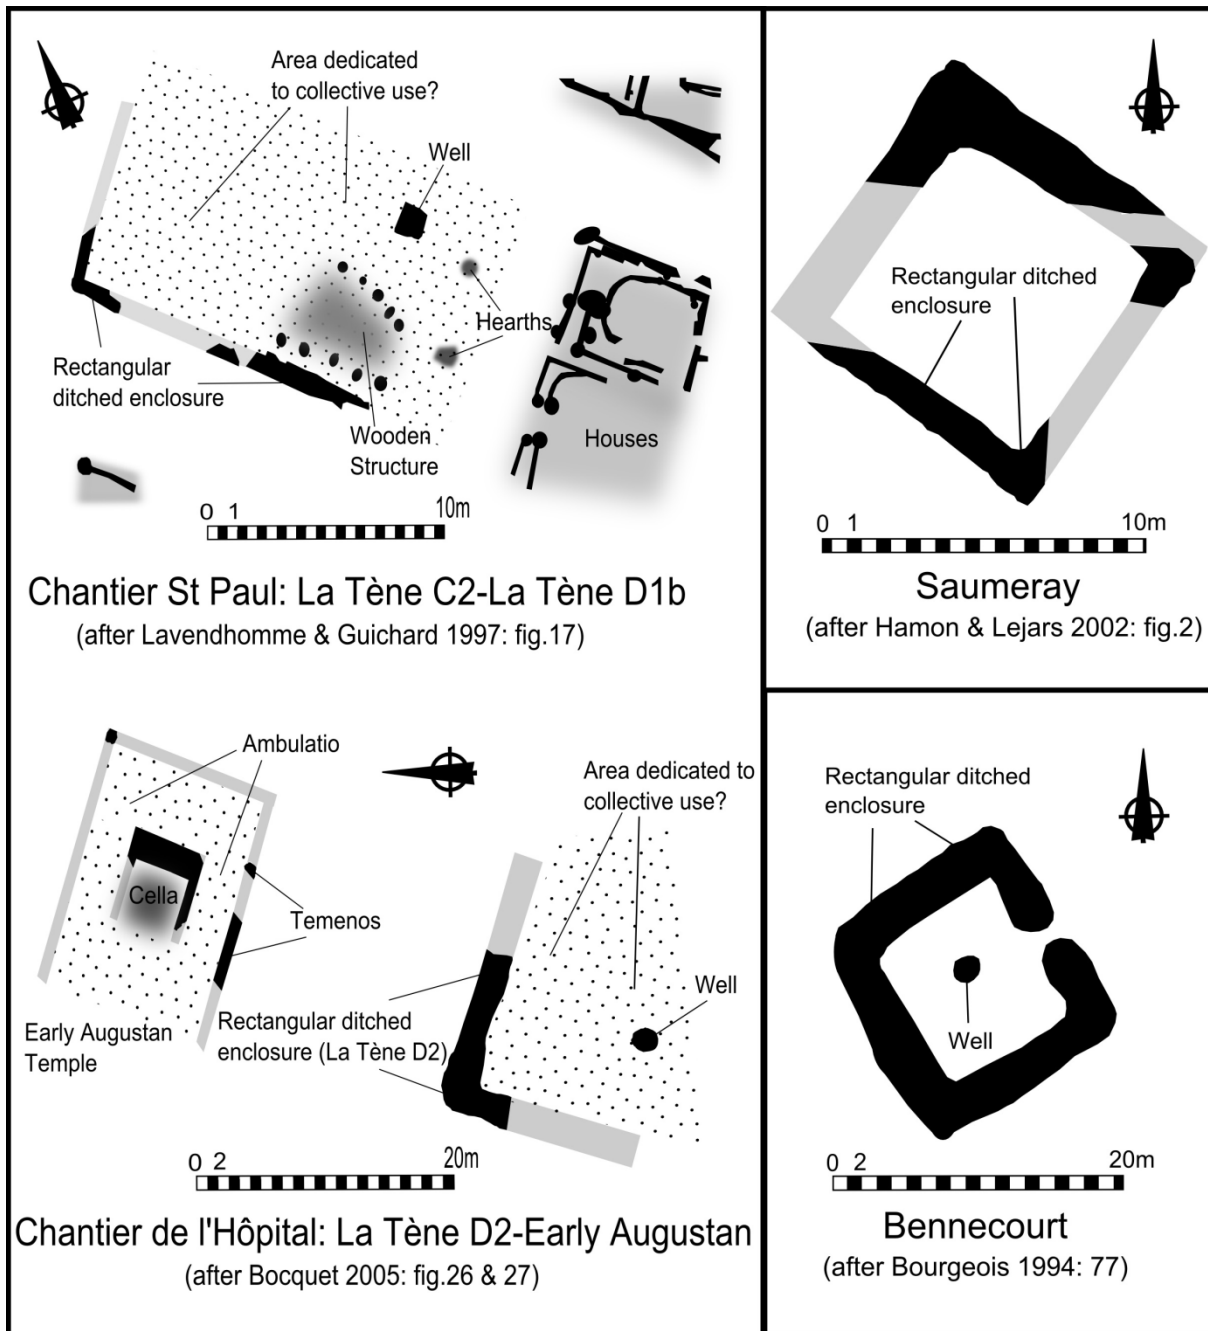 Area dedicated
to collective use?
Well
Hearths
Rectangular
ditched enclosure
Wooden
Structure
Houses
0 1 10m
Chantier St Paul: La Tène C2-La Tène D1b
(after Lavendhomme & Guichard 1997: fig.17)
Rectangular ditched
enclosure
0 1 10m
Saumeray
(after Hamon & Lejars 2002: fig.2)
Ambulatio
Cella
Temenos
Early Augustan
Temple
Area dedicated to
collective use?
Well
Rectangular ditched
enclosure (La Tène D2)
0 2 20m
Chantier de l'Hôpital: La Tène D2-Early Augustan
(after Bocquet 2005: fig.26 & 27)
Rectangular ditched
enclosure
Well
0 2 20m
Bennecourt
(after Bourgeois 1994: 77)